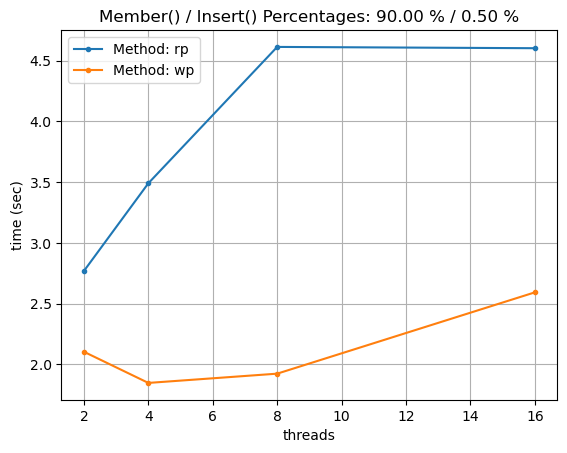 Member() / Insert() Percentages: 90.00 % / 0.50 %
Method: rp
Method: wp
time (sec)
4.5
4.0
3.5
3.0
2.5
2.0
2 4 6 8 10 12 14 16
threads